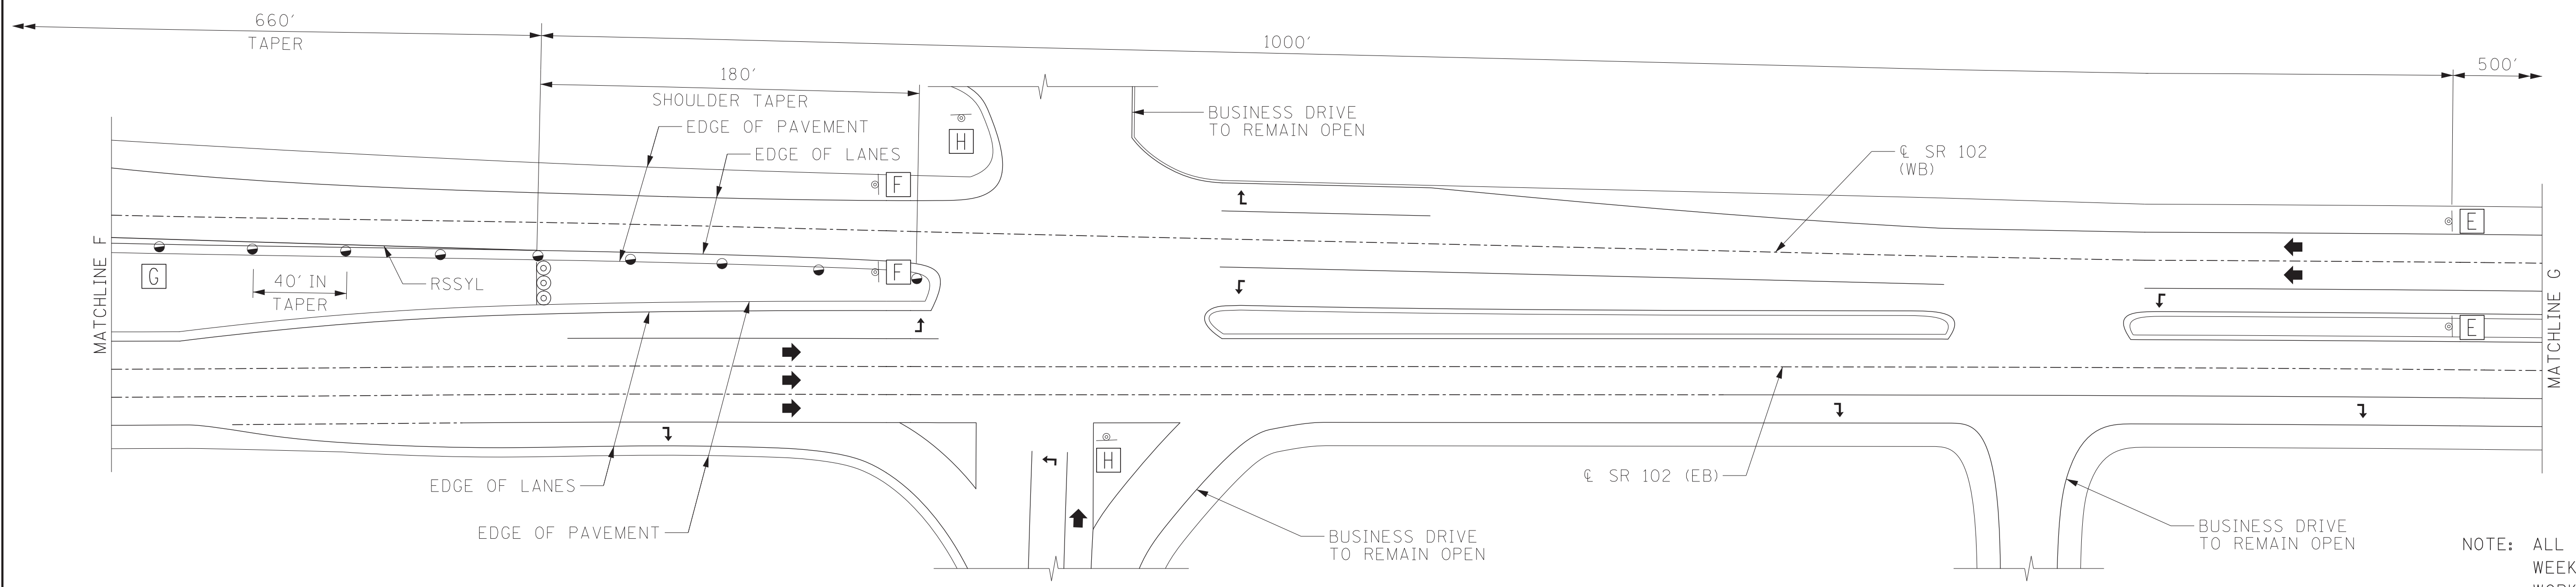 660'
TAPER
1000'
500'
180'
SHOULDER TAPER
EDGE OF PAVEMENT
EDGE OF LANES
BUSINESS DRIVE
TO REMAIN OPEN
H
F
℄ SR 102
(WB)
E
MATCHLINE F
G
40' IN
TAPER
RSSYL
F
E
MATCHLINE G
H
EDGE OF LANES
EDGE OF PAVEMENT
℄ SR 102 (EB)
BUSINESS DRIVE
TO REMAIN OPEN
BUSINESS DRIVE
TO REMAIN OPEN
NOTE: ALL
WEEK